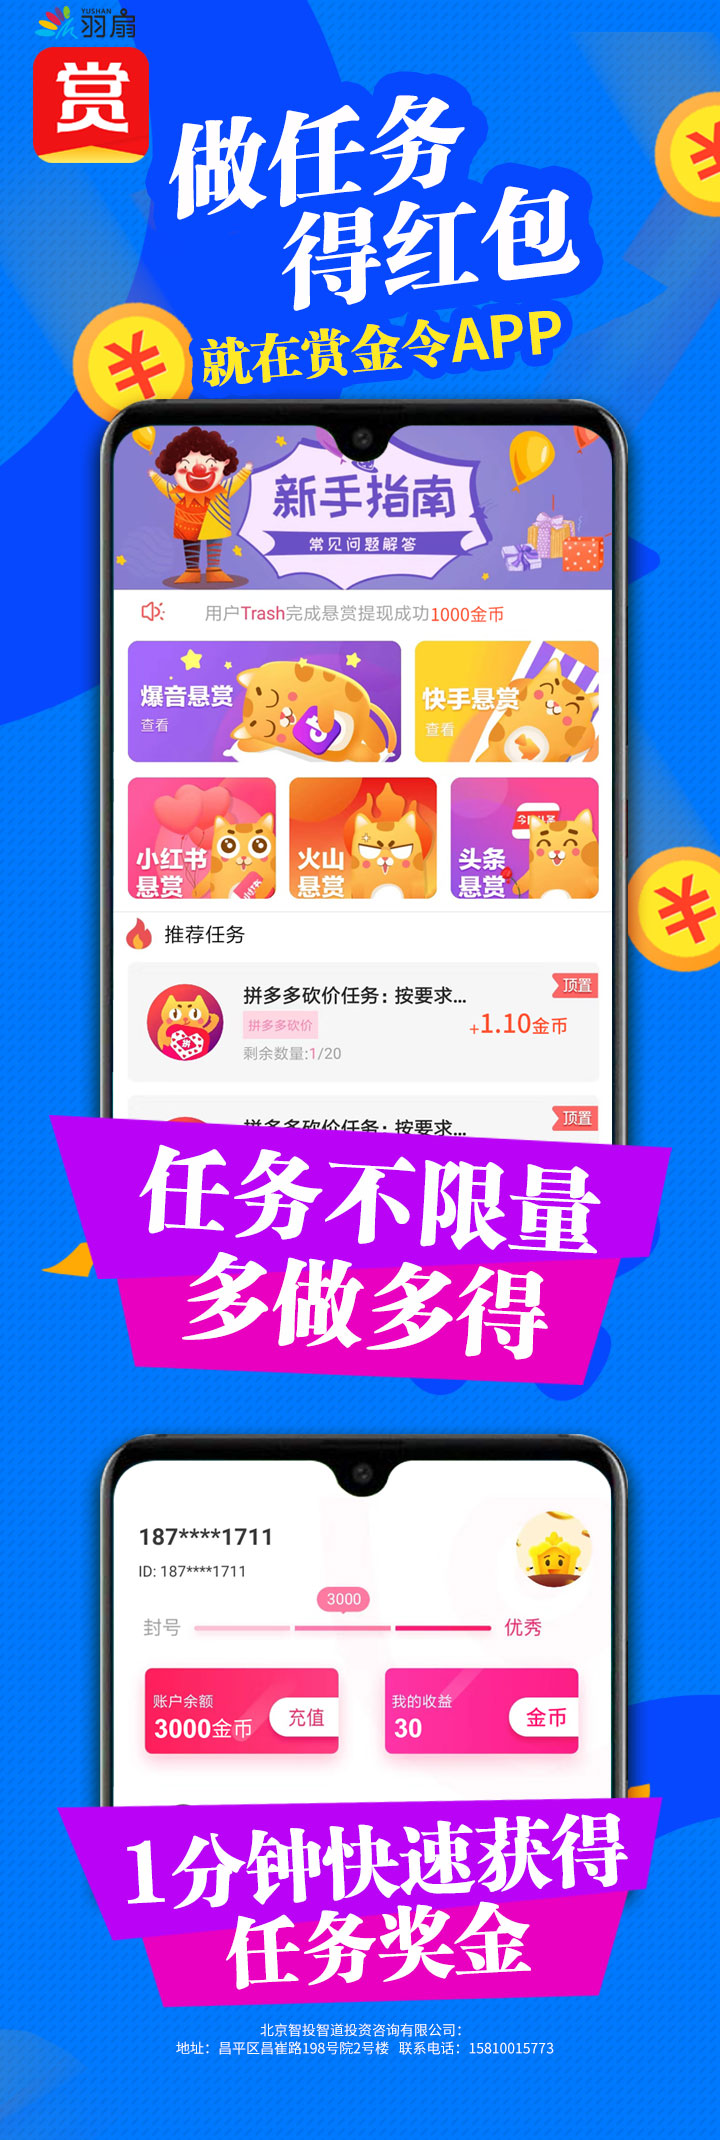 YUSHAN
羽扇
赏
做任务
得红包
就在赏金令APP
新手指南
常见问题解答
用户Trash完成悬赏提现成功1000金币
爆音悬赏
查看
快手悬赏
查看
小红书
悬赏
火山
悬赏
头条
悬赏
推荐任务
拼多多砍价任务：按要求...
顶置
拼多多砍价
+1.10金币
剩余数量:1/20
拼多多砍价任务：按要求...
顶置
任务不限量
多做多得
187****1711
ID: 187****1711
3000
封号
优秀
账户余额
3000金币
充值
我的收益
30
金币
1分钟快速获得
任务奖金
北京智投智道投资咨询有限公司：
地址：昌平区昌崔路198号院2号楼 联系电话：15810015773